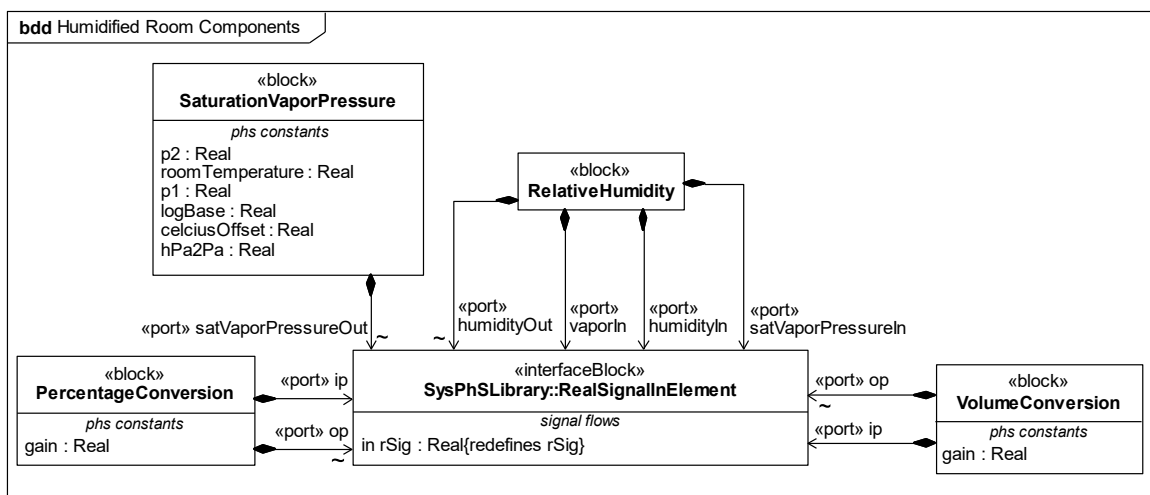 bdd Humidified Room Components
«block»
SaturationVaporPressure
phs constants
p2 : Real
roomTemperature : Real
p1 : Real
logBase : Real
celciusOffset : Real
hPa2Pa : Real
«block»
RelativeHumidity
«port» satVaporPressureOut
~
«port»
humidityOut
~
«port»
vaporIn
«port»
humidityIn
«port»
satVaporPressureIn
«block»
PercentageConversion
phs constants
gain : Real
«port» ip
«port» op
~
«interfaceBlock»
SysPhSLibrary::RealSignalInElement
signal flows
in rSig : Real{redefines rSig}
«port» op
~
«port» ip
«block»
VolumeConversion
phs constants
gain : Real